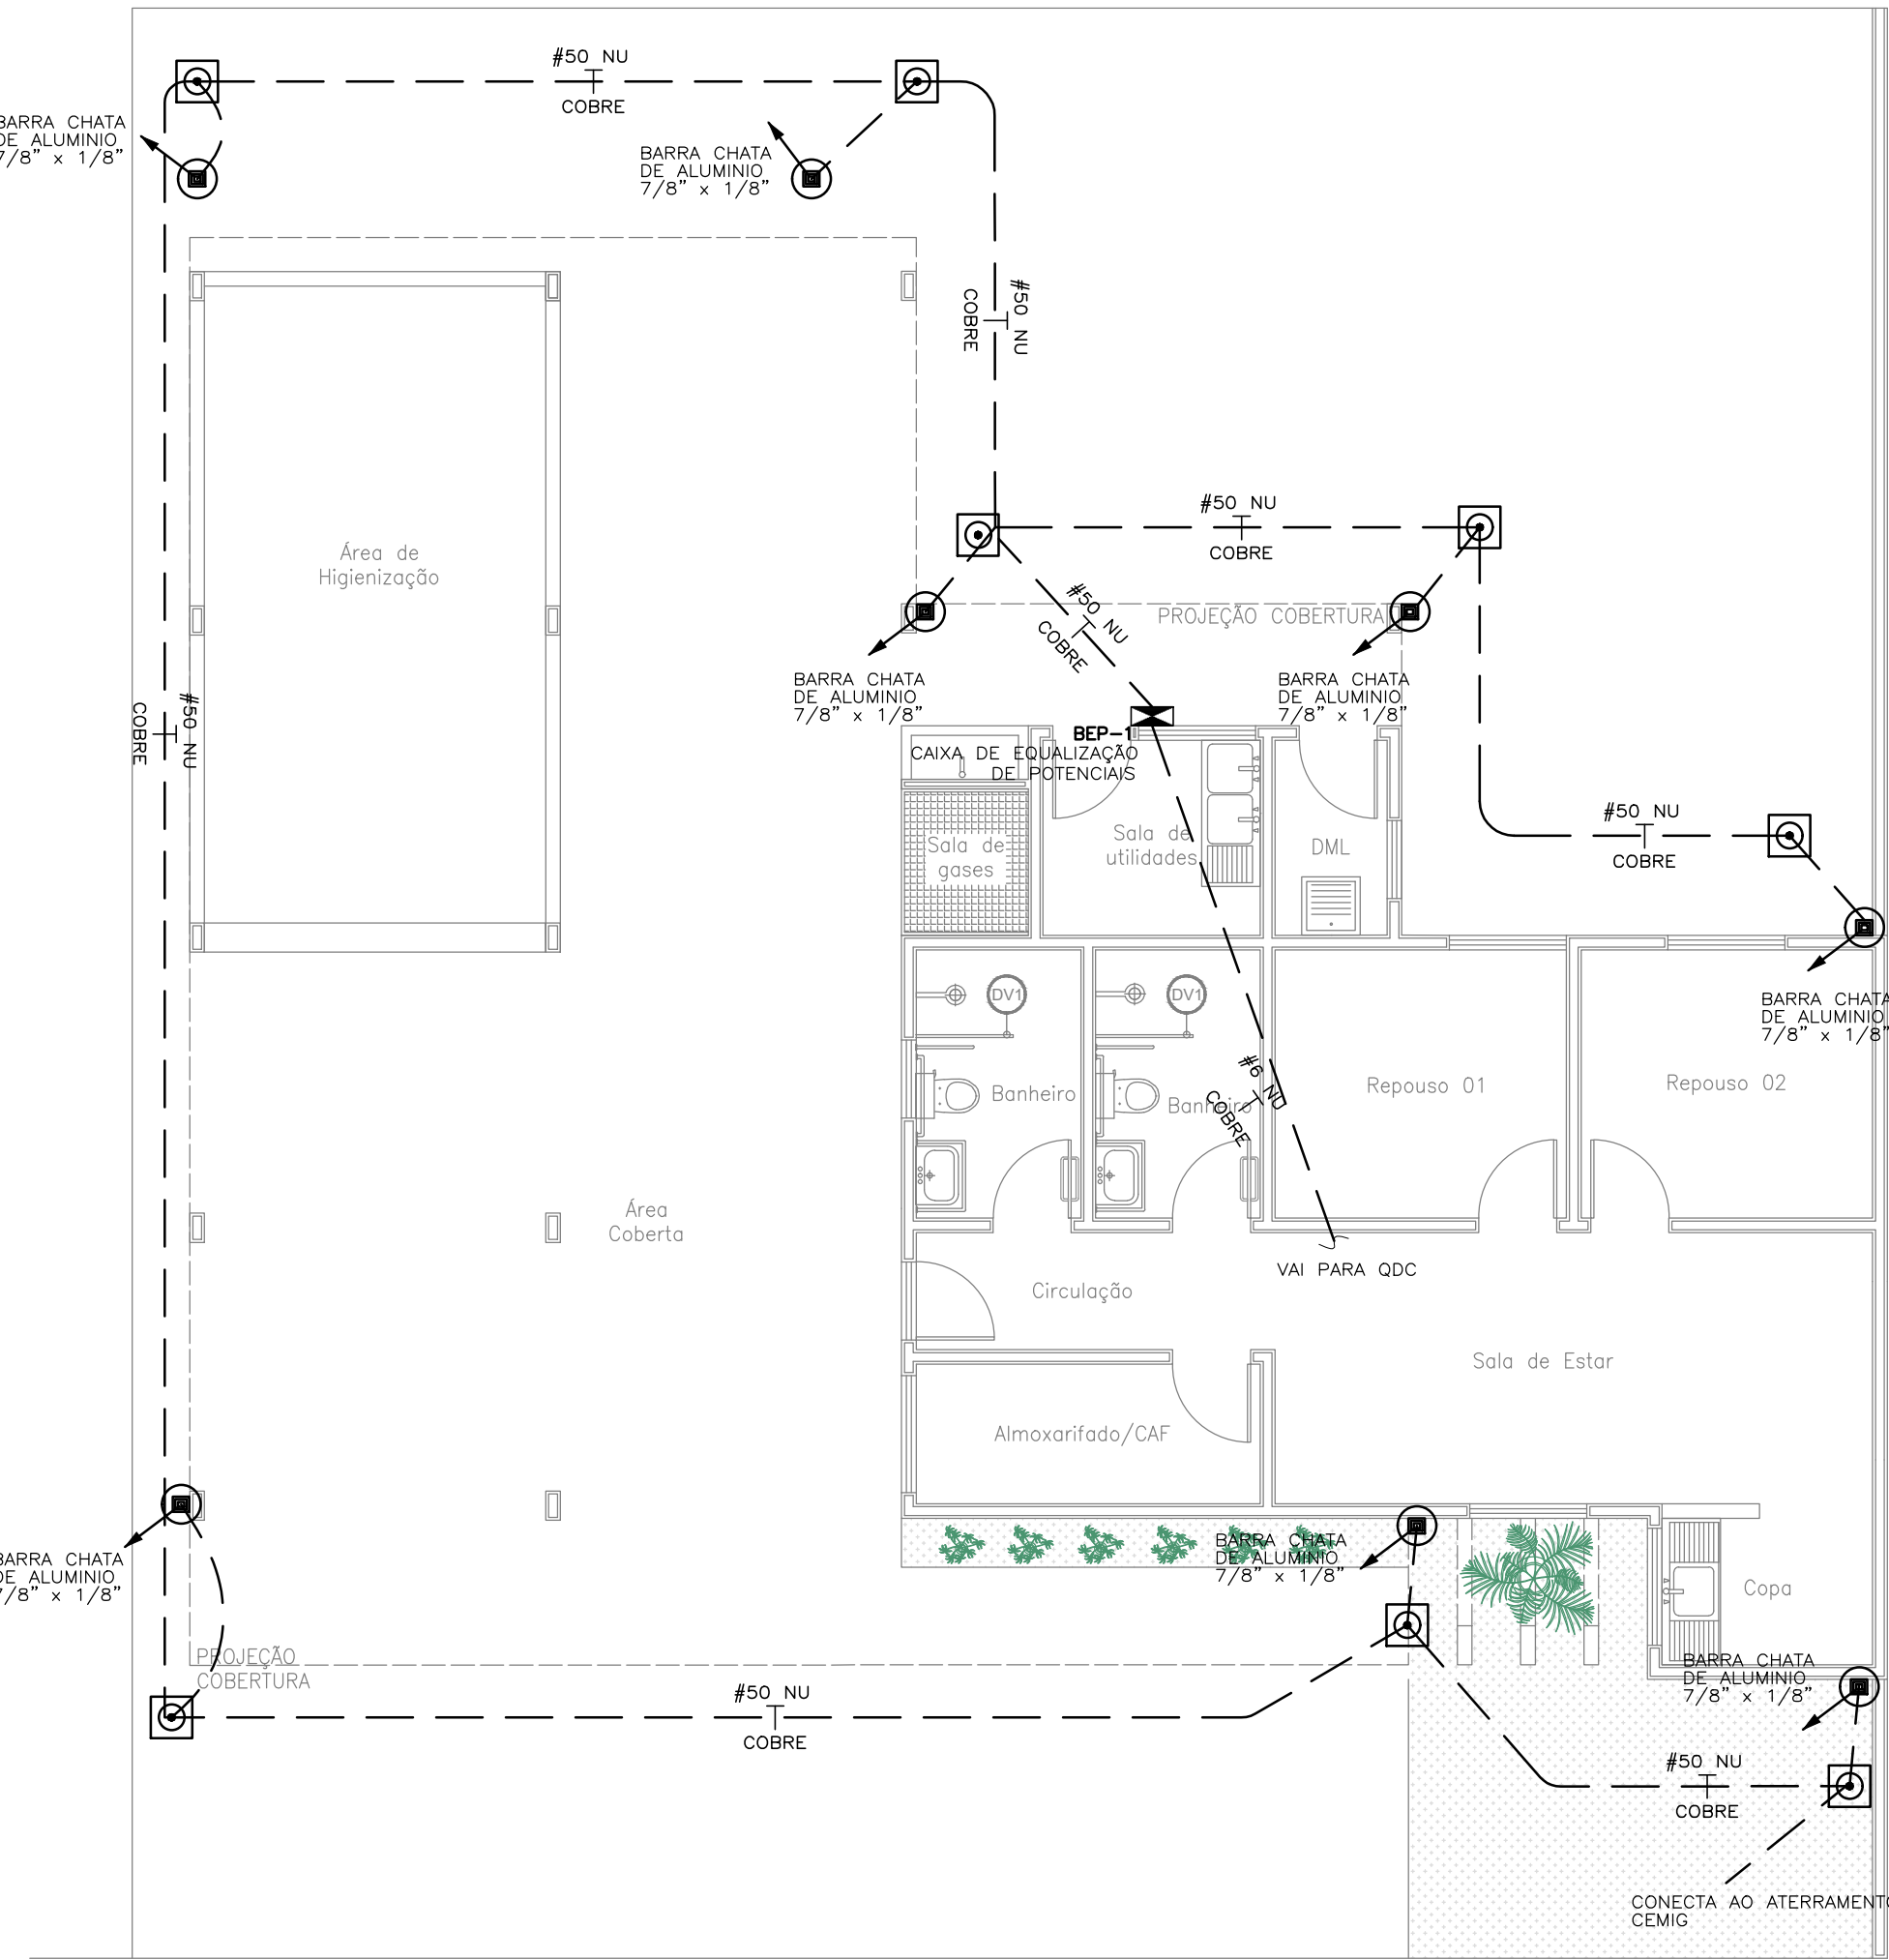 #50 NU
COBRE
BARRA CHATA
DE ALUMINIO
7/8” x 1/8”
BARRA CHATA
DE ALUMINIO
7/8” x 1/8”
#50 NU
COBRE
#50 NU
COBRE
Área de
Higienização
#50 NU
COBRE
PROJEÇÃO COBERTURA
BARRA CHATA
DE ALUMINIO
7/8” x 1/8”
BARRA CHATA
DE ALUMINIO
7/8” x 1/8”
#50 NU
COBRE
BEP-1
CAIXA DE EQUALIZAÇÃO
DE POTENCIAIS
#50 NU
COBRE
Sala de
gases
Sala de
utilidades
DML
DV1
DV1
BARRA CHATA
DE ALUMINIO
7/8” x 1/8”
#6 NU
COBRE
Banheiro
Banheiro
Repouso 01
Repouso 02
Área
Coberta
VAI PARA QDC
Circulação
Sala de Estar
Almoxarifado/CAF
BARRA CHATA
DE ALUMINIO
7/8” x 1/8”
BARRA CHATA
DE ALUMINIO
7/8” x 1/8”
Copa
PROJEÇÃO
COBERTURA
BARRA CHATA
DE ALUMINIO
7/8” x 1/8”
#50 NU
COBRE
#50 NU
COBRE
CONECTA AO ATERRAMENTO
CEMIG